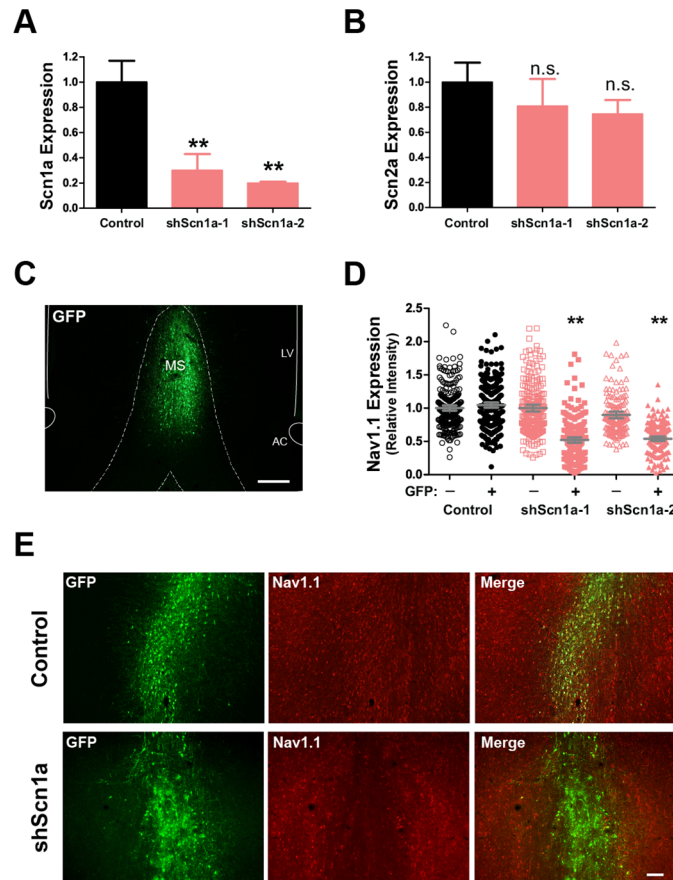 A
Scn1a Expression
1.2
1.0
0.8
0.6
0.4
0.2
0.0
**
**
Control
shScn1a-1
shScn1a-2
B
Scn2a Expression
1.2
1.0
0.8
0.6
0.4
0.2
0.0
n.s.
n.s.
Control
shScn1a-1
shScn1a-2
C
GFP
MS
LV
AC
D
Nav1.1 Expression
(Relative Intensity)
2.5
2.0
1.5
1.0
0.5
0.0
**
**
GFP: − + − + − +
Control
shScn1a-1
shScn1a-2
E
Control
GFP
Nav1.1
Merge
shScn1a
GFP
Nav1.1
Merge